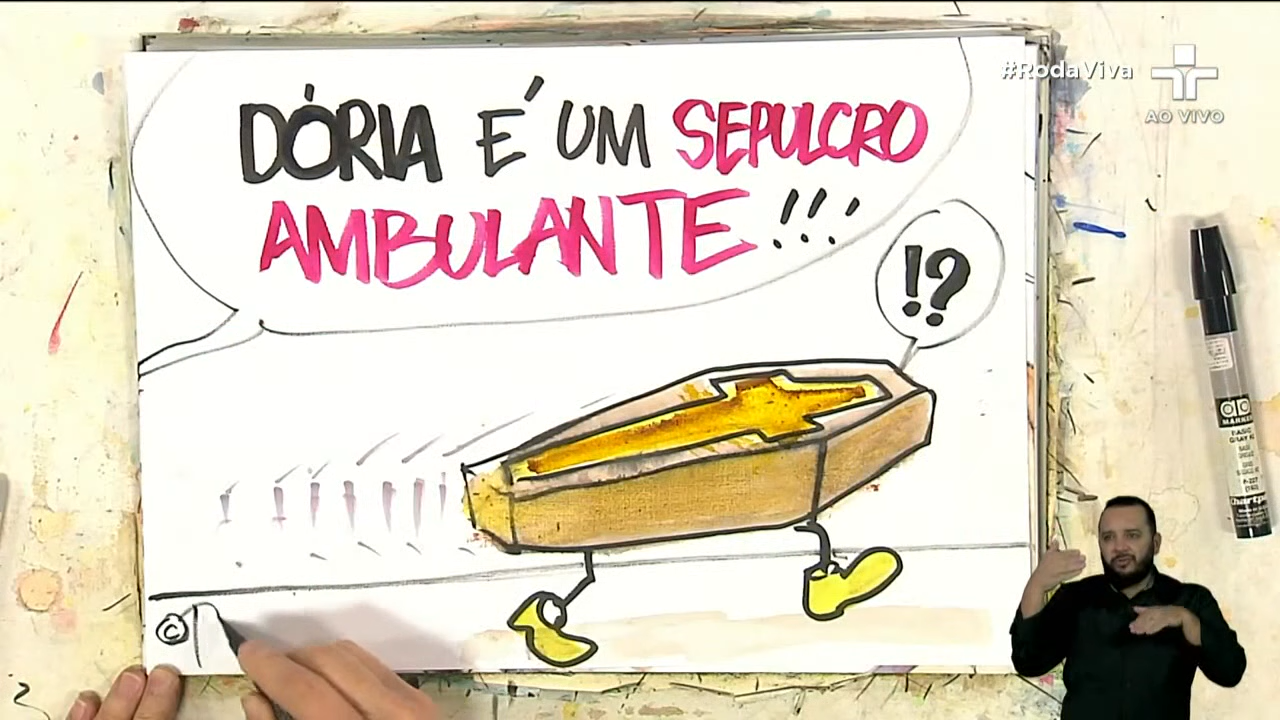 #RodaViva
AO VIVO
DÓRIA É UM SEPULCRO
AMBULANTE!!!
!?
©